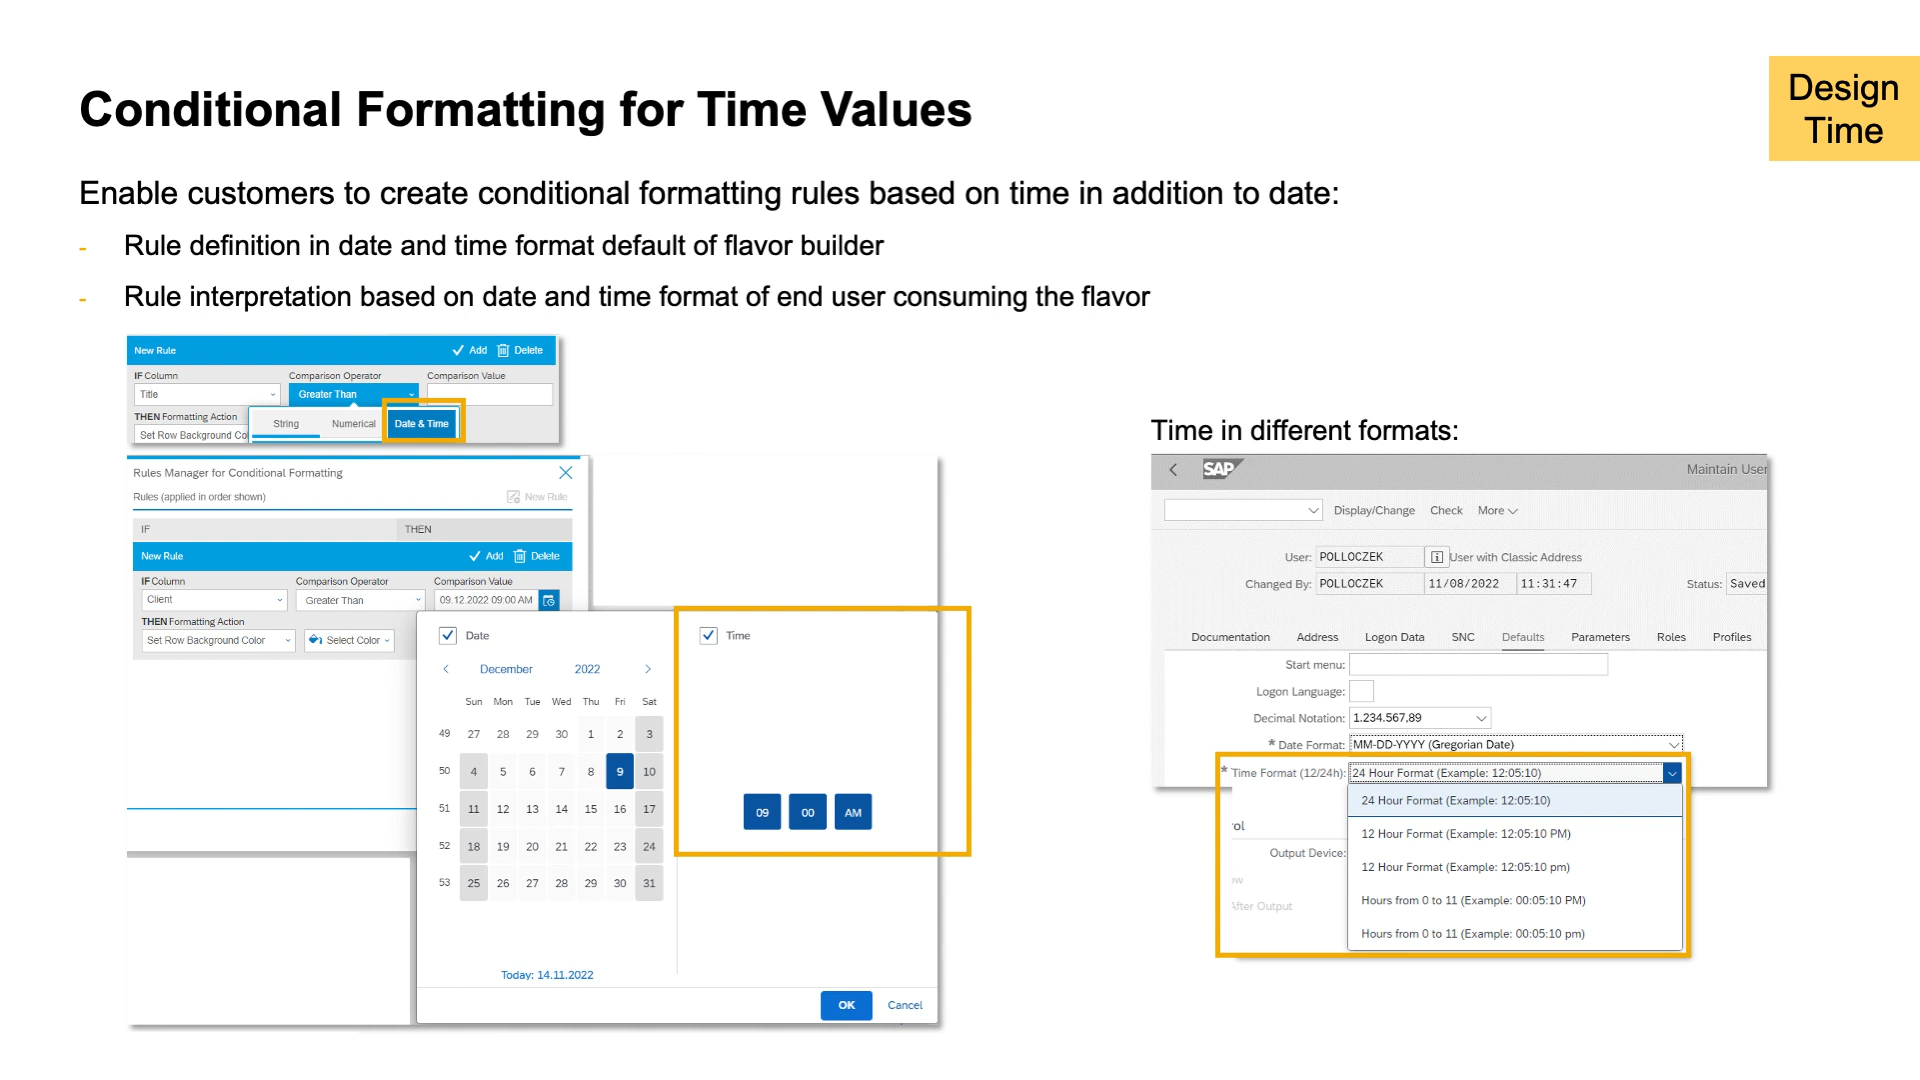 Conditional Formatting for Time Values
Design
Time
Enable customers to create conditional formatting rules based on time in addition to date:
- Rule definition in date and time format default of flavor builder
- Rule interpretation based on date and time format of end user consuming the flavor
New Rule Add Delete
IF Column Comparison Operator Comparison Value
Title Greater Than
THEN Formatting Action
String Numerical Date & Time
Set Row Background Col
Rules Manager for Conditional Formatting
Rules (applied in order shown) New Rule
IF THEN
New Rule Add Delete
IF Column Comparison Operator Comparison Value
Client Greater Than 09.12.2022 09:00 AM
THEN Formatting Action
Set Row Background Color Select Color
Date Time
December 2022
Sun Mon Tue Wed Thu Fri Sat
49 27 28 29 30 1 2 3
50 4 5 6 7 8 9 10
51 11 12 13 14 15 16 17
52 18 19 20 21 22 23 24
53 25 26 27 28 29 30 31
09 00 AM
Today: 14.11.2022
OK Cancel
Time in different formats:
SAP Maintain User
Display/Change Check More
User: POLLOCZEK User with Classic Address
Changed By: POLLOCZEK 11/08/2022 11:31:47 Status: Saved
Documentation Address Logon Data SNC Defaults Parameters Roles Profiles
Start menu:
Logon Language:
Decimal Notation: 1.234.567,89
* Date Format: MM-DD-YYYY (Gregorian Date)
* Time Format (12/24h): 24 Hour Format (Example: 12:05:10)
24 Hour Format (Example: 12:05:10)
rol
12 Hour Format (Example: 12:05:10 PM)
Output Device:
12 Hour Format (Example: 12:05:10 pm)
Hours from 0 to 11 (Example: 00:05:10 PM)
After Output
Hours from 0 to 11 (Example: 00:05:10 pm)